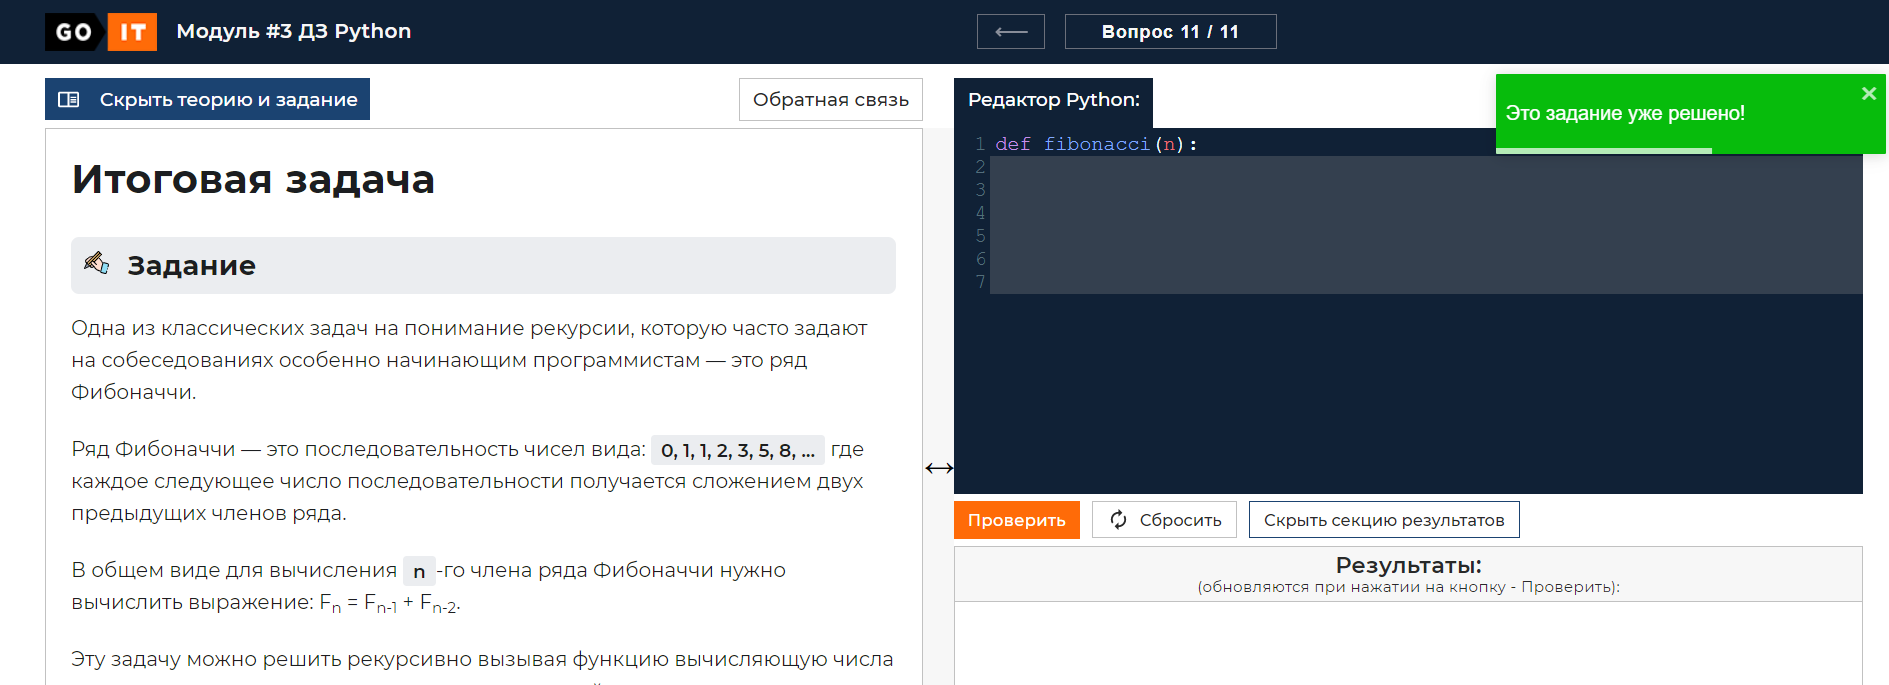 GO IT Модуль #3 ДЗ Python
Вопрос 11 / 11
Скрыть теорию и задание
Обратная связь
Итоговая задача
Задание
Одна из классических задач на понимание рекурсии, которую часто задают
на собеседованиях особенно начинающим программистам — это ряд
Фибоначчи.
Ряд Фибоначчи — это последовательность чисел вида: 0, 1, 1, 2, 3, 5, 8, ... где
каждое следующее число последовательности получается сложением двух
предыдущих членов ряда.
В общем виде для вычисления n-го члена ряда Фибоначчи нужно
вычислить выражение: Fn = Fn-1 + Fn-2.
Эту задачу можно решить рекурсивно вызывая функцию вычисляющую числа
Редактор Python:
Это задание уже решено!
1 def fibonacci(n):
2
3
4
5
6
7
Проверить
Сбросить
Скрыть секцию результатов
Результаты:
(обновляются при нажатии на кнопку - Проверить):